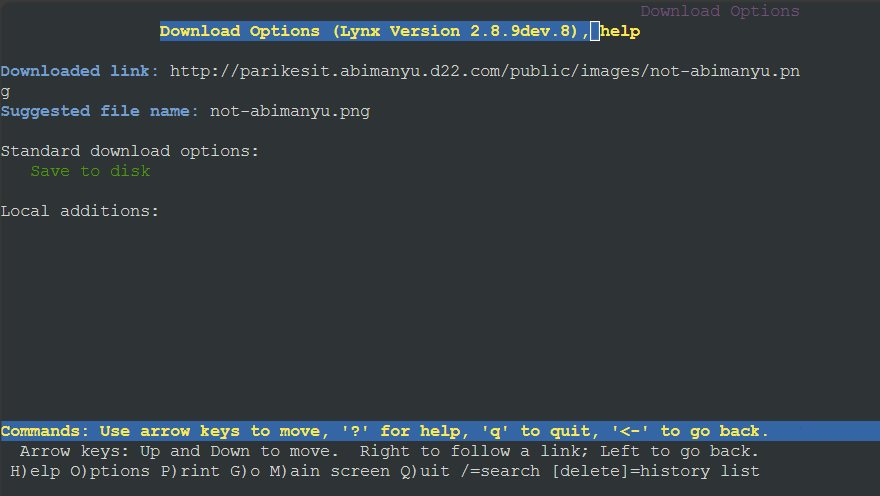 Download Options
Download Options (Lynx Version 2.8.9dev.8), help
Downloaded link: http://parikesit.abimanyu.d22.com/public/images/not-abimanyu.pn
g
Suggested file name: not-abimanyu.png
Standard download options:
Save to disk
Local additions:
Commands: Use arrow keys to move, '?' for help, 'q' to quit, '<-' to go back.
Arrow keys: Up and Down to move.  Right to follow a link; Left to go back.
H)elp O)ptions P)rint G)o M)ain screen Q)uit /=search [delete]=history list